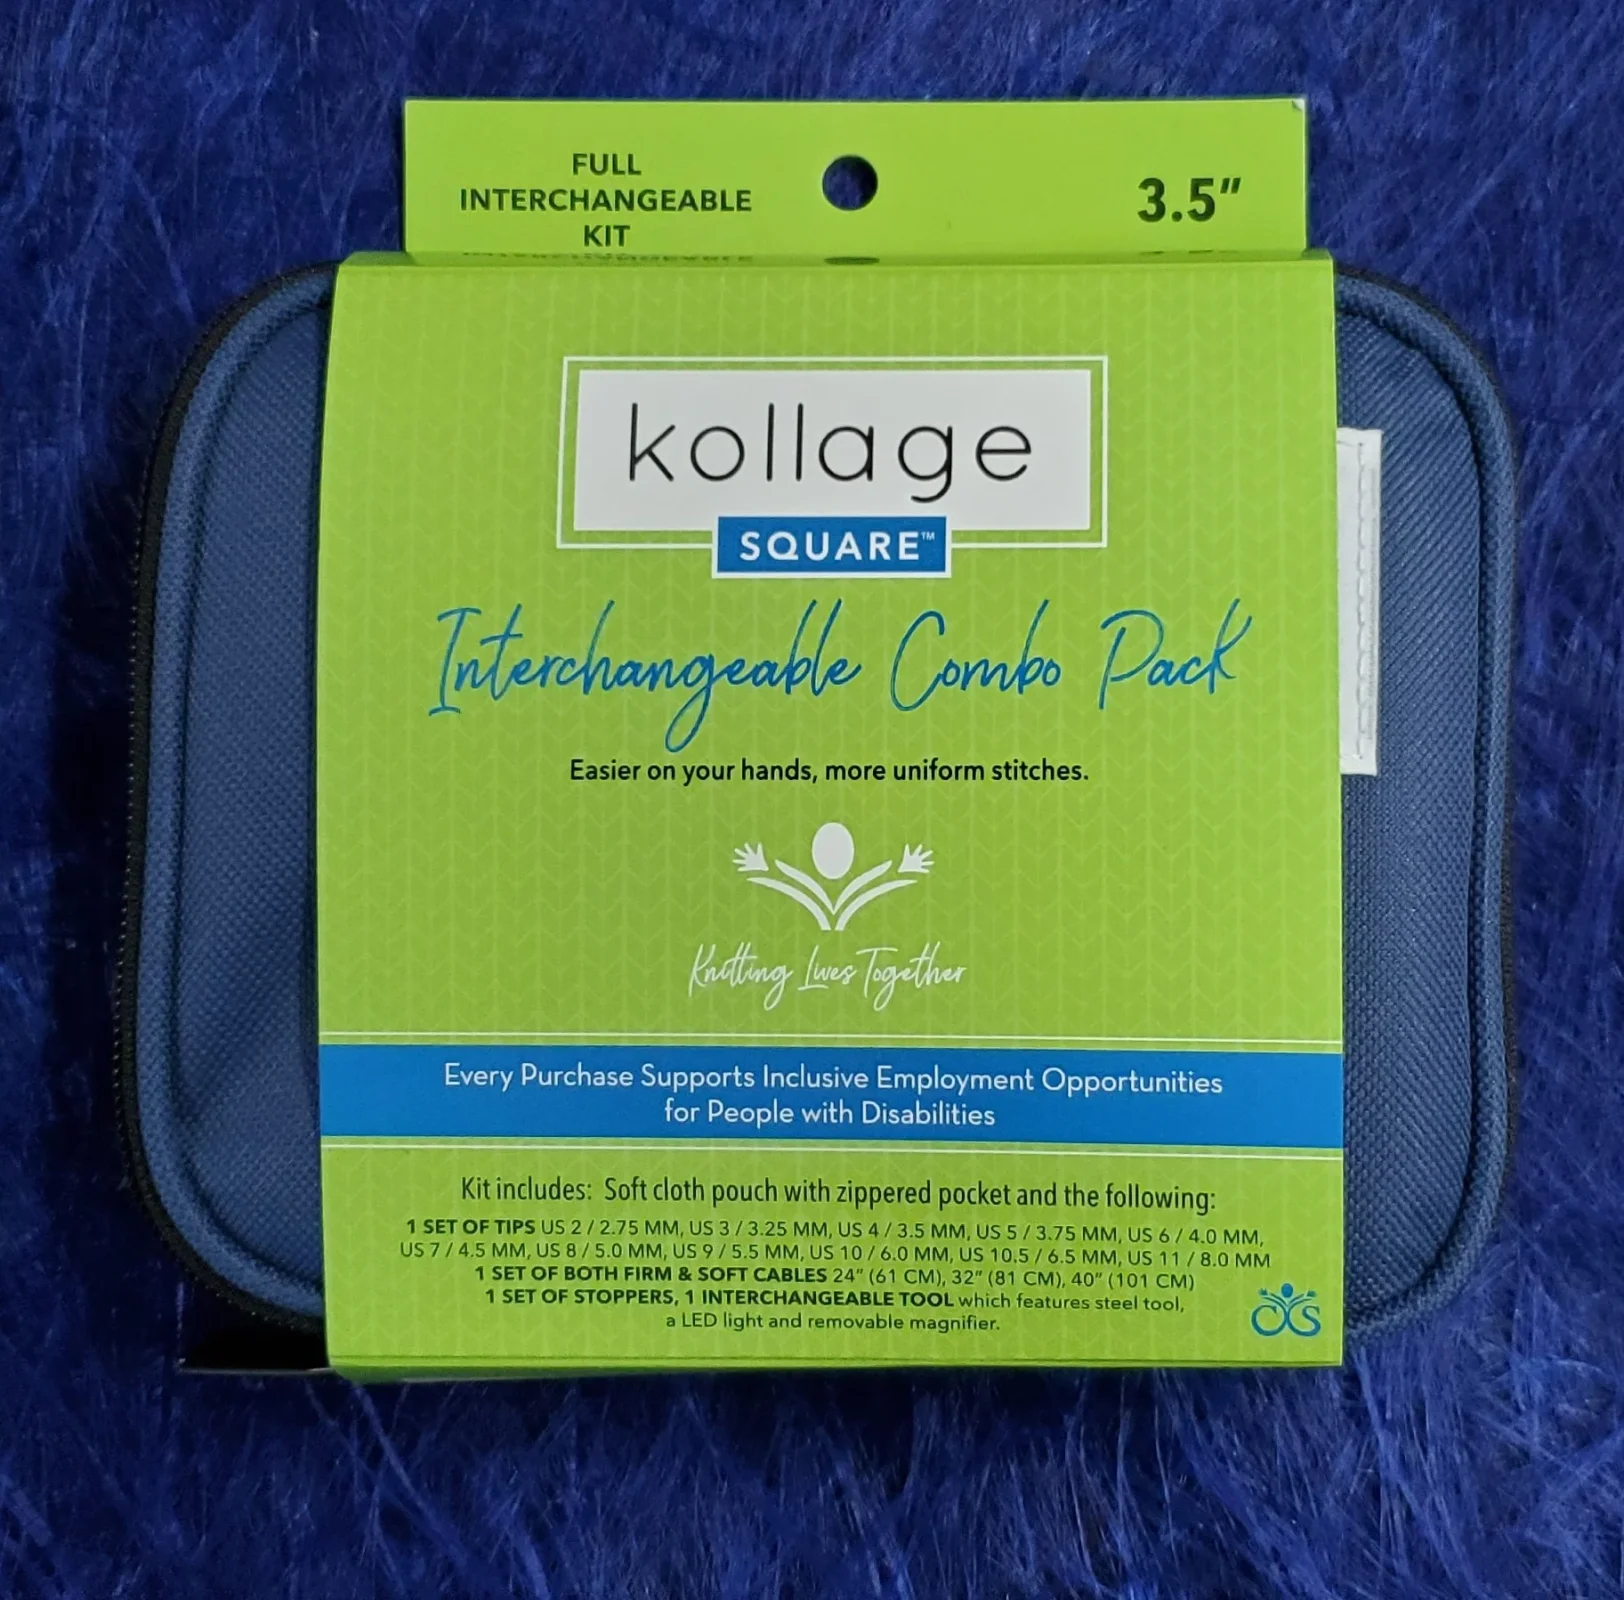 FULL
INTERCHANGEABLE
KIT
3.5"
kollage
SQUARE™
Interchangeable Combo Pack
Easier on your hands, more uniform stitches.
Knitting Lives Together
Every Purchase Supports Inclusive Employment Opportunities
for People with Disabilities
Kit includes: Soft cloth pouch with zippered pocket and the following:
1 SET OF TIPS US 2 / 2.75 MM, US 3 / 3.25 MM, US 4 / 3.5 MM, US 5 / 3.75 MM, US 6 / 4.0 MM,
US 7 / 4.5 MM, US 8 / 5.0 MM, US 9 / 5.5 MM, US 10 / 6.0 MM, US 10.5 / 6.5 MM, US 11 / 8.0 MM
1 SET OF BOTH FIRM & SOFT CABLES 24" (61 CM), 32" (81 CM), 40" (101 CM)
1 SET OF STOPPERS, 1 INTERCHANGEABLE TOOL which features steel tool,
a LED light and removable magnifier.